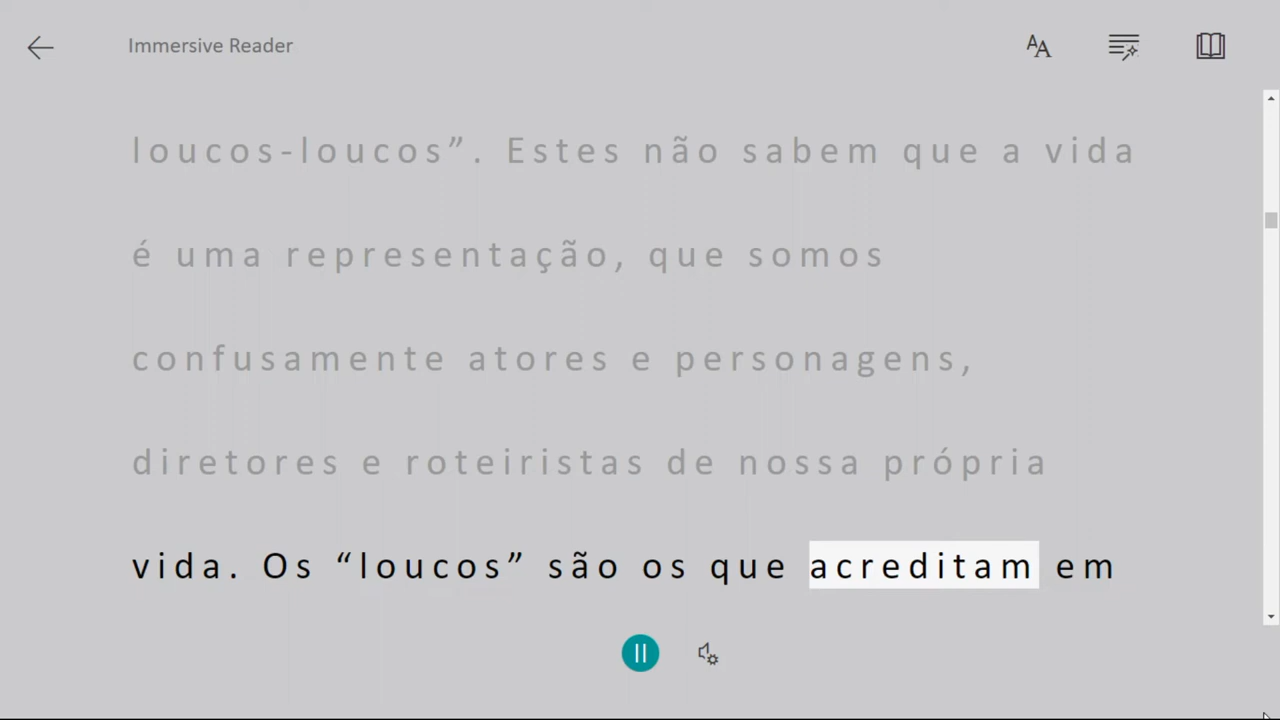 Immersive Reader
loucos-loucos”. Estes não sabem que a vida
é uma representação, que somos
confusamente atores e personagens,
diretores e roteiristas de nossa própria
vida. Os “loucos” são os que acreditam em